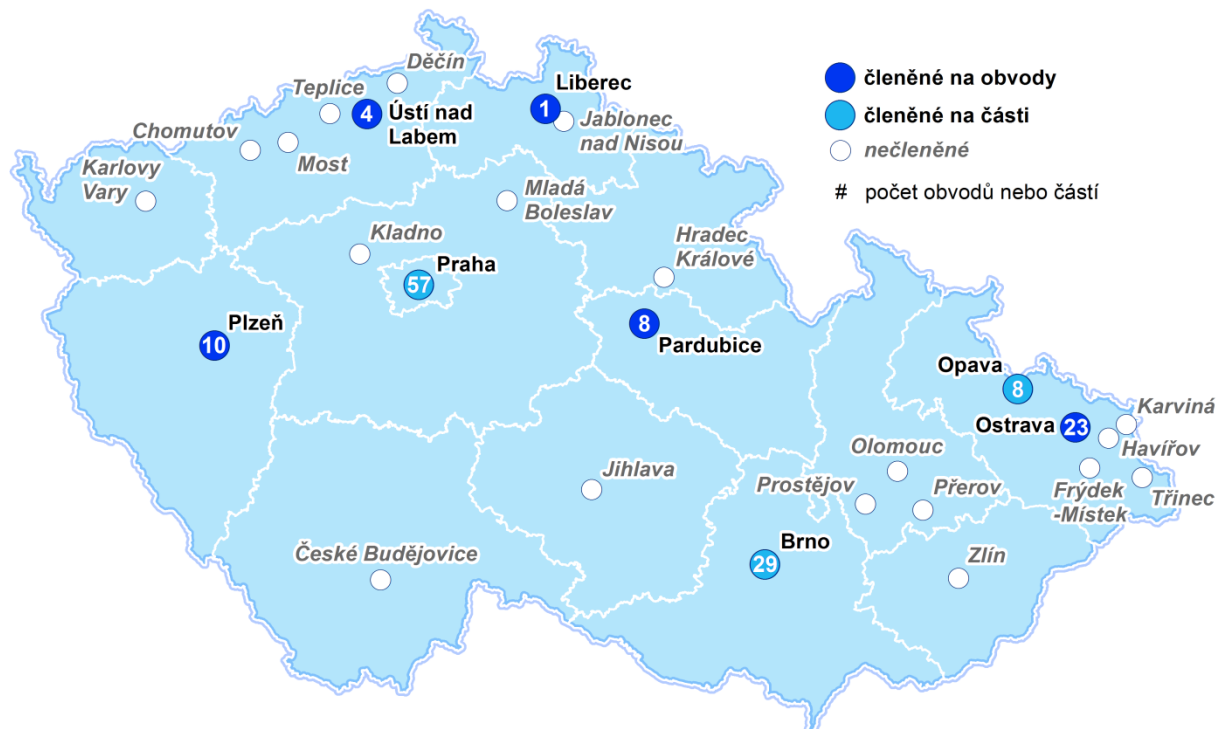 Děčín
Teplice
4
Ústí nad
Labem
Liberec
1
Jablonec
nad Nisou
Chomutov
Most
Karlovy
Vary
Mladá
Boleslav
Kladno
Praha
57
Hradec
Králové
Plzeň
10
8
Pardubice
Opava
8
Ostrava
23
Karviná
Havířov
Olomouc
Jihlava
Prostějov
Přerov
Frýdek
-Místek
Třinec
Brno
29
České Budějovice
Zlín
členěné na obvody
členěné na části
nečleněné
# počet obvodů nebo částí